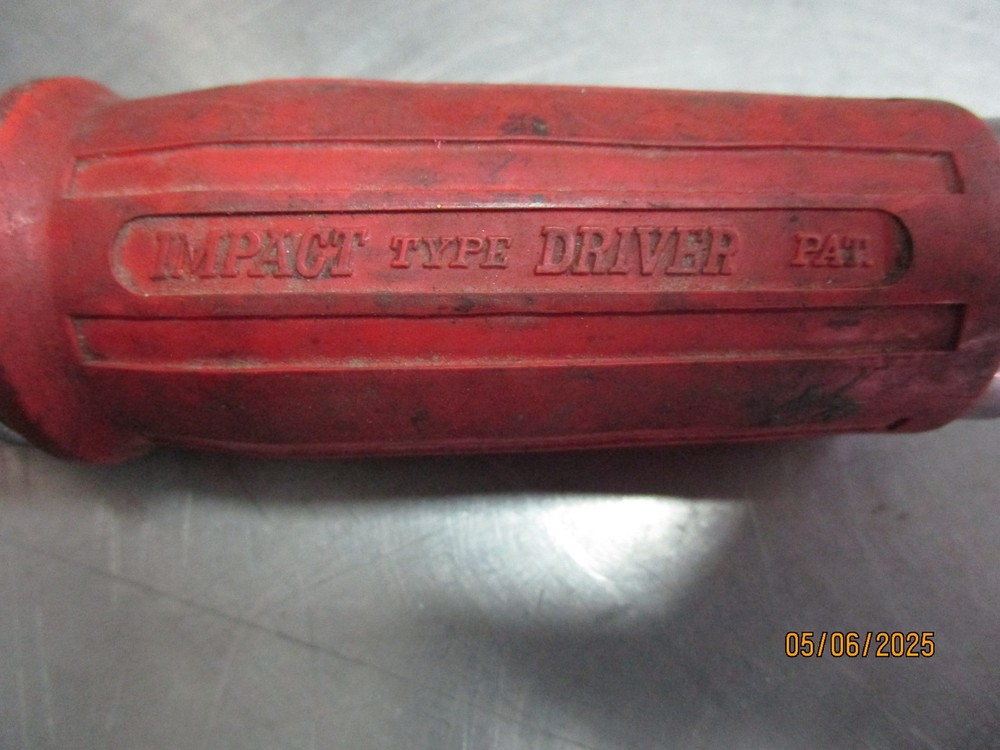 IMPACT TYPE DRIVER PAT.
05/06/2025